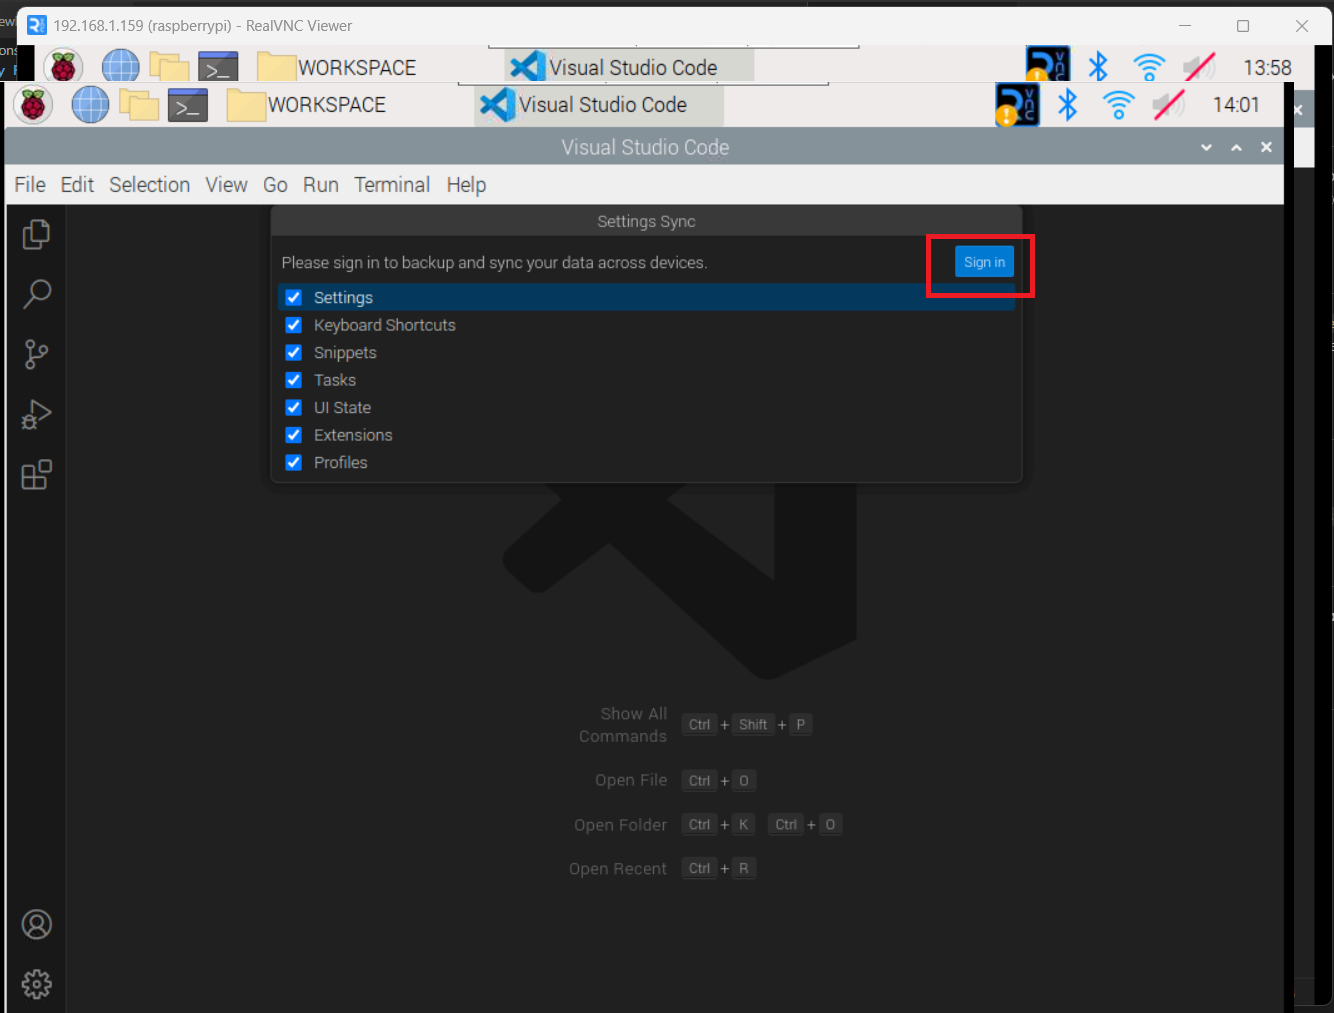 192.168.1.159 (raspberrypi) - RealVNC Viewer
WORKSPACE
Visual Studio Code
13:58
WORKSPACE
Visual Studio Code
14:01
Visual Studio Code
File Edit Selection View Go Run Terminal Help
Settings Sync
Please sign in to backup and sync your data across devices.
Sign in
Settings
Keyboard Shortcuts
Snippets
Tasks
UI State
Extensions
Profiles
Show All Commands Ctrl + Shift + P
Open File Ctrl + O
Open Folder Ctrl + K Ctrl + O
Open Recent Ctrl + R